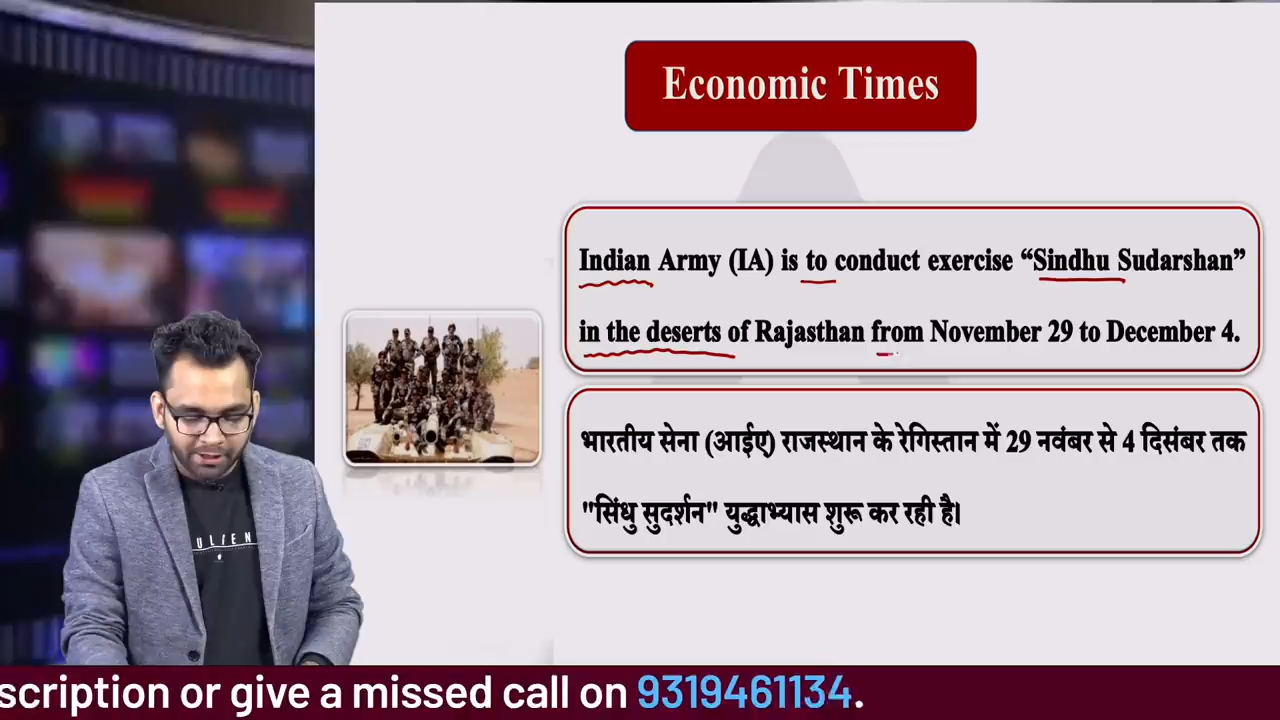 Economic Times
Indian Army (IA) is to conduct exercise “Sindhu Sudarshan”
in the deserts of Rajasthan from November 29 to December 4.
भारतीय सेना (आईए) राजस्थान के रेगिस्तान में 29 नवंबर से 4 दिसंबर तक
"सिंधु सुदर्शन" युद्धाभ्यास शुरू कर रही है।
ULIEN
scription or give a missed call on 9319461134.